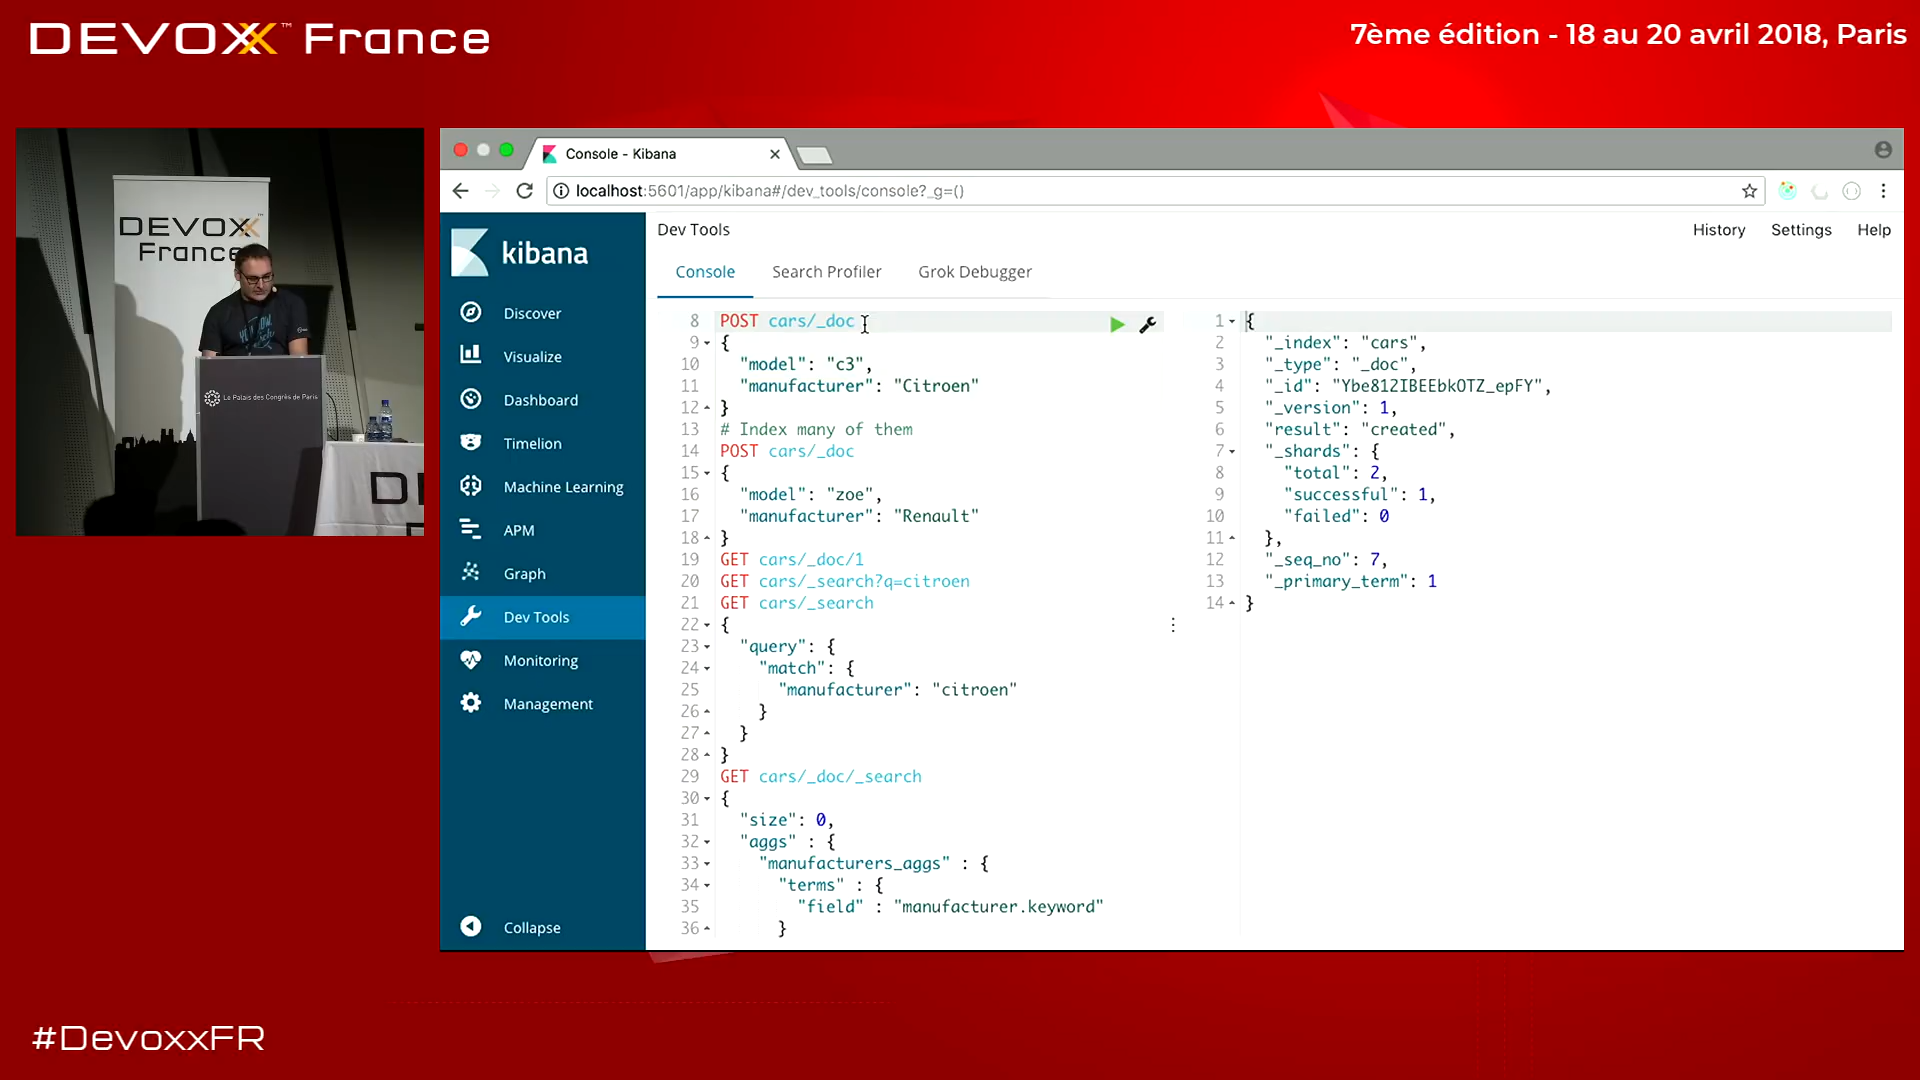 DEVOXX™ France
7ème édition - 18 au 20 avril 2018, Paris
DEVOXX™
France
Le Palais des Congrès de Paris
Console - Kibana
localhost:5601/app/kibana#/dev_tools/console?_g=()
kibana
Discover
Visualize
Dashboard
Timelion
Machine Learning
APM
Graph
Dev Tools
Monitoring
Management
Collapse
Dev Tools
History Settings Help
Console Search Profiler Grok Debugger
8 POST cars/_doc
9 {
10 "model": "c3",
11 "manufacturer": "Citroen"
12 }
13 # Index many of them
14 POST cars/_doc
15 {
16 "model": "zoe",
17 "manufacturer": "Renault"
18 }
19 GET cars/_doc/1
20 GET cars/_search?q=citroen
21 GET cars/_search
22 {
23 "query": {
24 "match": {
25 "manufacturer": "citroen"
26 }
27 }
28 }
29 GET cars/_doc/_search
30 {
31 "size": 0,
32 "aggs" : {
33 "manufacturers_aggs" : {
34 "terms" : {
35 "field" : "manufacturer.keyword"
36 }
1 {
2 "_index": "cars",
3 "_type": "_doc",
4 "_id": "Ybe812IBEEbkOTZ_epFY",
5 "_version": 1,
6 "result": "created",
7 "_shards": {
8 "total": 2,
9 "successful": 1,
10 "failed": 0
11 },
12 "_seq_no": 7,
13 "_primary_term": 1
14 }
#DevoxxFR